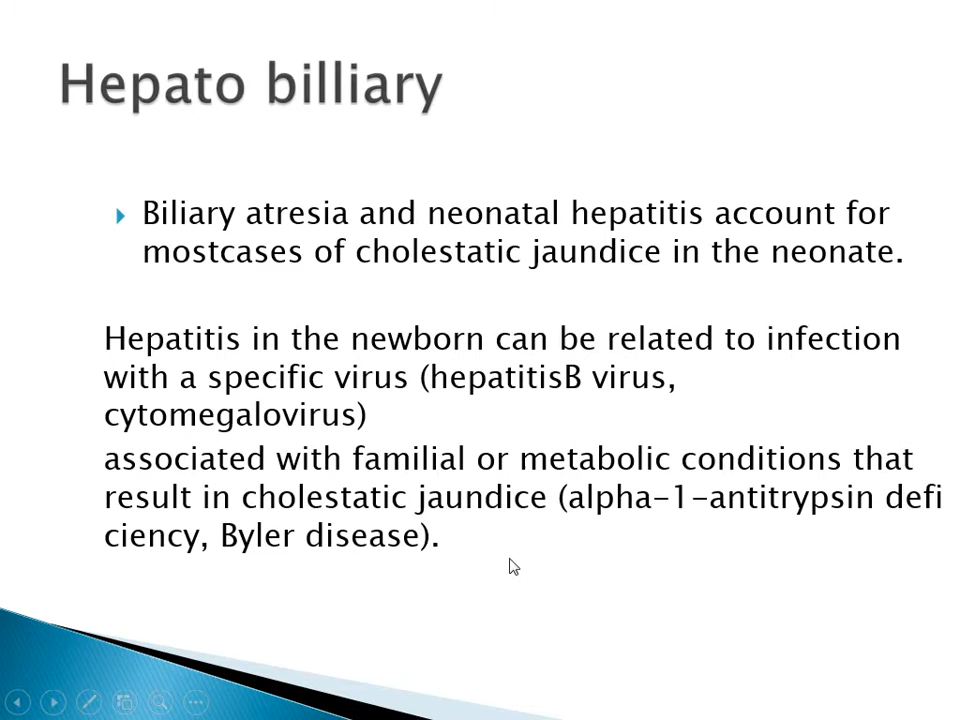 Hepato billiary
Biliary atresia and neonatal hepatitis account for
mostcases of cholestatic jaundice in the neonate.
Hepatitis in the newborn can be related to infection
with a specific virus (hepatitisB virus,
cytomegalovirus)
associated with familial or metabolic conditions that
result in cholestatic jaundice (alpha-1-antitrypsin defi
ciency, Byler disease).